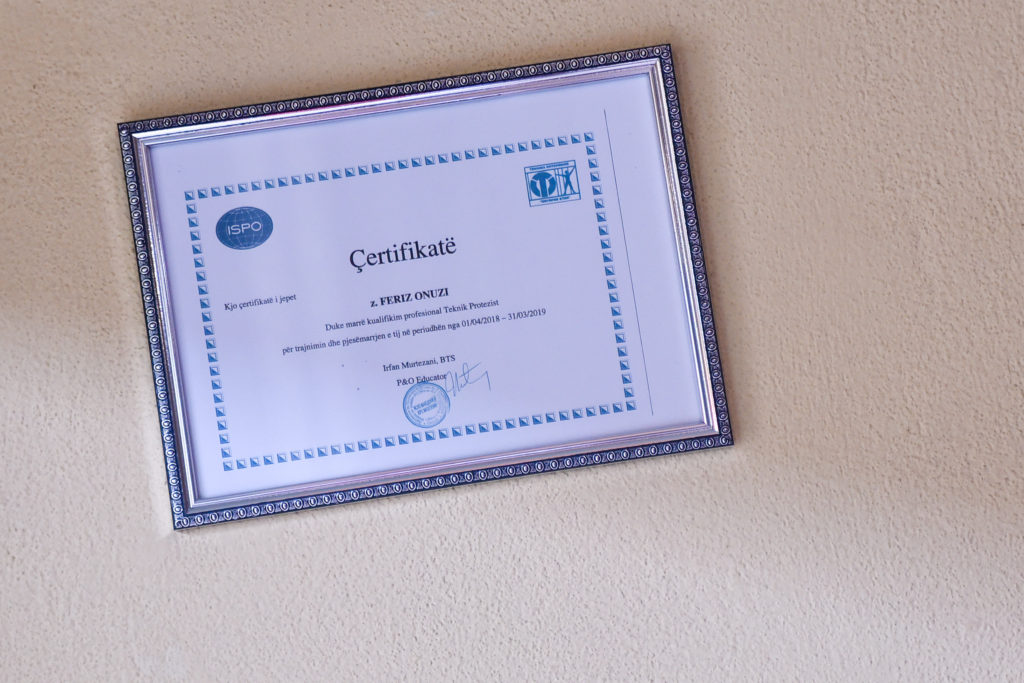 ISPO
Çertifikatë
Kjo çertifikatë i jepet
z. FERIZ ONUZI
Duke marrë kualifikim profesional Teknik Protezist
për trajnimin dhe pjesëmarrjen e tij në periudhën nga 01/04/2018 – 31/03/2019
Irfan Murtezani, BTS
P&O Educator